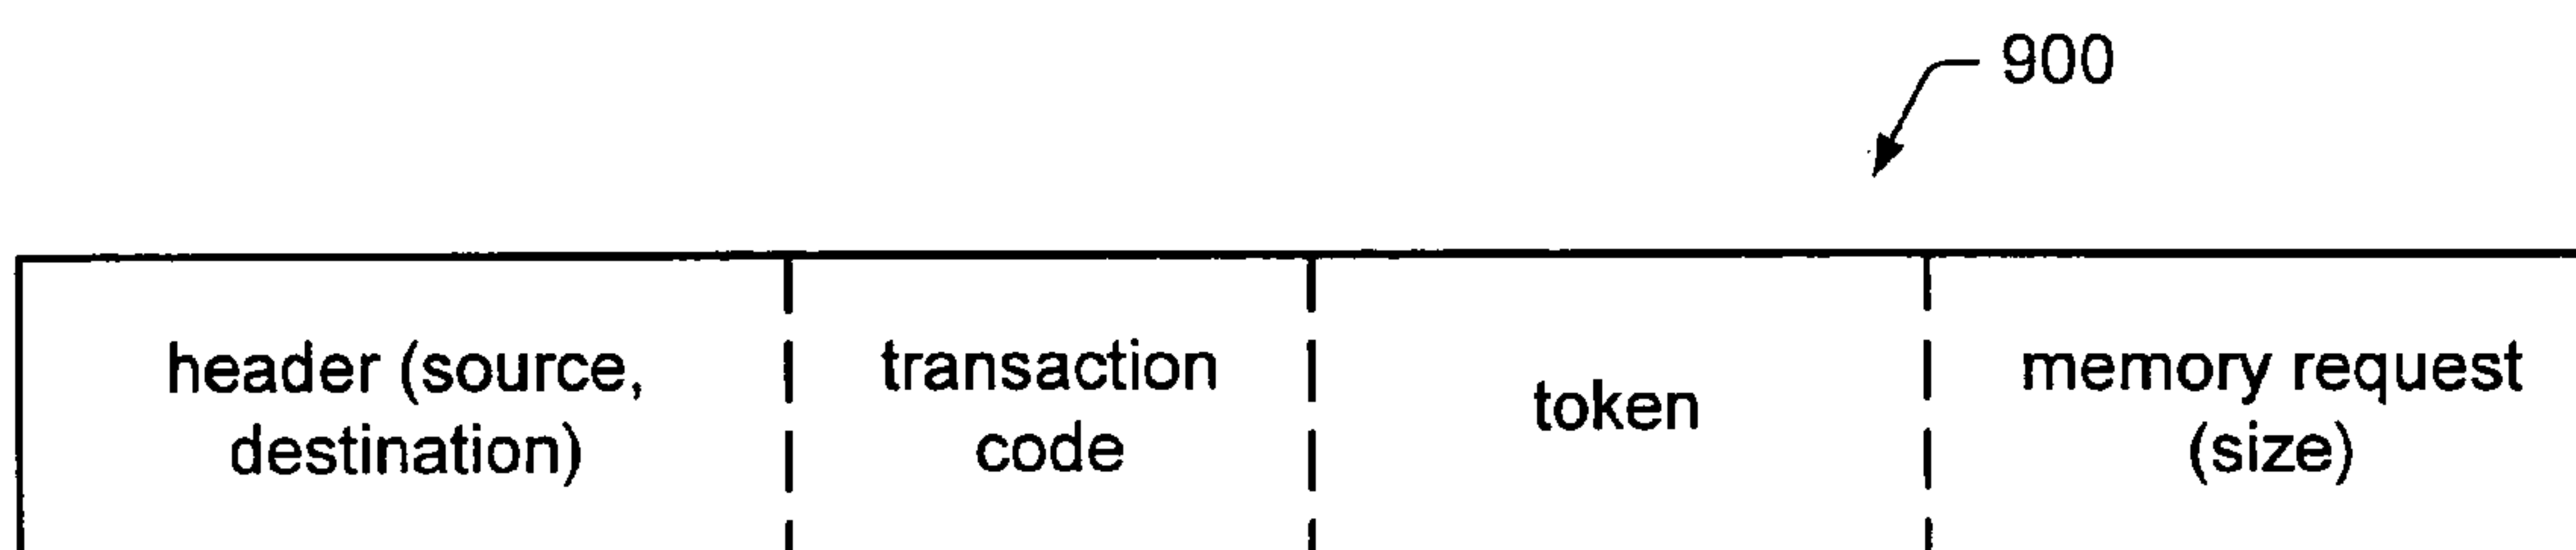 900
header (source,
destination)
transaction
code
token
memory request
(size)